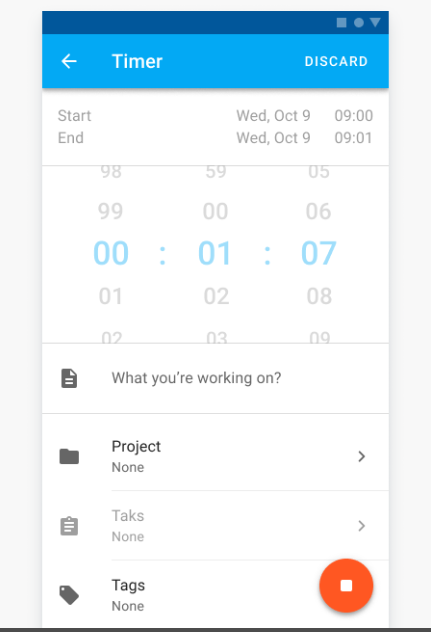 Timer DISCARD
Start Wed, Oct 9 09:00
End Wed, Oct 9 09:01
98 59 05
99 00 06
00 : 01 : 07
01 02 08
02 03 09
What you're working on?
Project
None
Taks
None
Tags
None